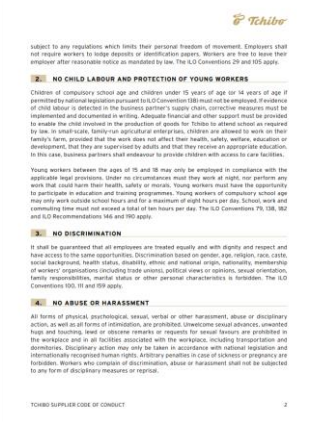 Tchibo
subject to any regulations which limits their personal freedom of movement. Employers shall
not require workers to lodge deposits or identification papers. Workers are free to leave their
employer after reasonable notice as mandated by law. The ILO Conventions 29 and 105 apply.
2. NO CHILD LABOUR AND PROTECTION OF YOUNG WORKERS
Children of compulsory school age and children under 15 years of age (or 14 years of age if
permitted by national legislation pursuant to ILO Convention 138) must not be employed. If evidence
of child labour is detected in the business partner's supply chain, corrective measures must be
implemented and documented in writing. Adequate financial and other support must be provided
to enable the child involved in the production of goods for Tchibo to attend school as required
by law. In small-scale, family-run agricultural enterprises, children are allowed to work on their
family's farm, provided that the work does not affect their health, safety, welfare, education or
development, that they are supervised by adults and that they receive an appropriate education.
In this case, business partners shall endeavour to provide children with access to care facilities.
Young workers between the ages of 15 and 18 may only be employed in compliance with the
applicable legal provisions. Under no circumstances must they work at night, nor perform any
work that could harm their health, safety or morals. Young workers must have the opportunity
to participate in education and training programmes. Young workers of compulsory school age
may only work outside school hours and for a maximum of eight hours per day. School, work and
commuting time must not exceed a total of ten hours per day. The ILO Conventions 79, 138, 182
and ILO Recommendations 146 and 190 apply.
3. NO DISCRIMINATION
It shall be guaranteed that all employees are treated equally and with dignity and respect and
have access to the same opportunities. Discrimination based on gender, age, religion, race, caste,
social background, health status, disability, ethnic and national origin, nationality, membership
of workers' organisations (including trade unions), political views or opinions, sexual orientation,
family responsibilities, marital status or other personal characteristics is forbidden. The ILO
Conventions 100, 111 and 159 apply.
4. NO ABUSE OR HARASSMENT
All forms of physical, psychological, sexual, verbal or other harassment, abuse or disciplinary
action, as well as all forms of intimidation, are prohibited. Unwelcome sexual advances, unwanted
hugs and touching, lewd or obscene remarks or requests for sexual favours are prohibited in
the workplace and in all facilities associated with the workplace, including transportation and
dormitories. Disciplinary action may only be taken in accordance with national legislation and
internationally recognised human rights. Arbitrary penalties in case of sickness or pregnancy are
forbidden. Workers who complain of discrimination, abuse or harassment shall not be subjected
to any form of disciplinary measures or reprisal.
TCHIBO SUPPLIER CODE OF CONDUCT 2